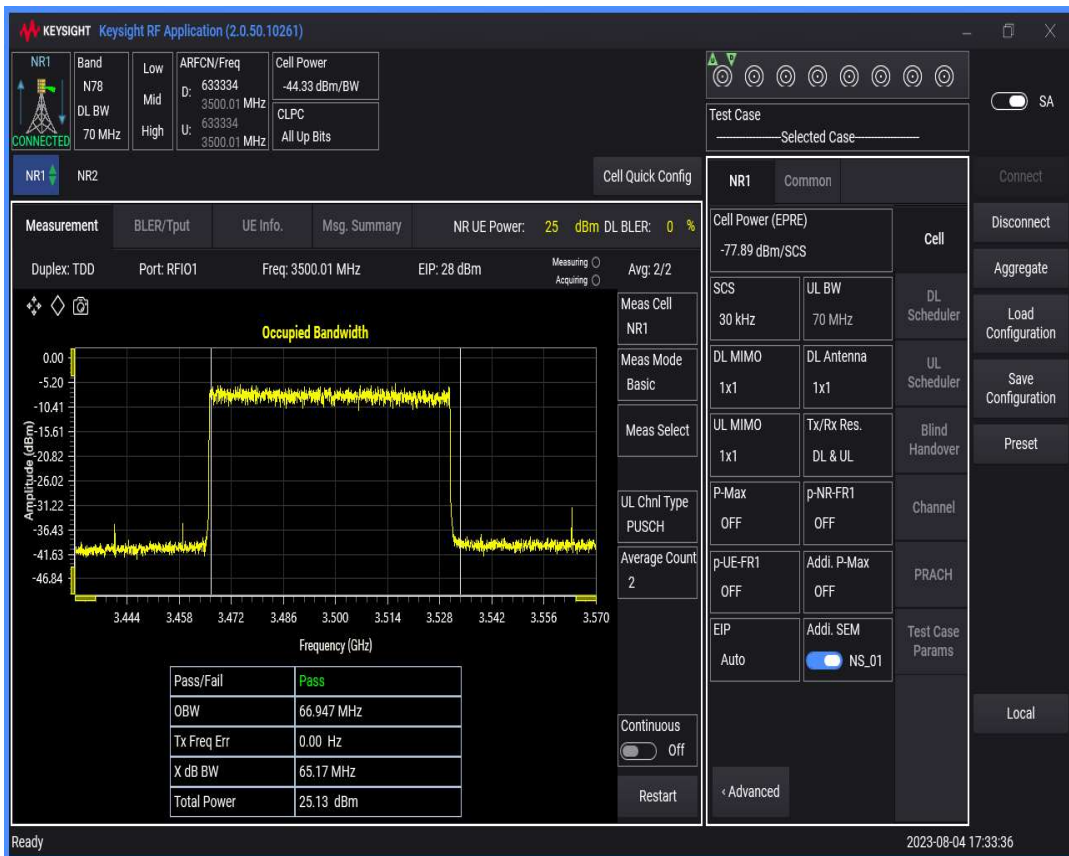 KEYSIGHT Keysight RF Application (2.0.50.10261)
NR1
CONNECTED
Band
N78
DL BW
70 MHz
Low
Mid
High
ARFCN/Freq
D: 633334
3500.01 MHz
U: 633334
3500.01 MHz
Cell Power
-44.33 dBm/BW
CLPC
All Up Bits
Test Case
Selected Case
SA
NR1
NR2
Cell Quick Config
Measurement
BLER/Tput
UE Info.
Msg. Summary
NR UE Power: 25 dBm DL BLER: 0 %
Duplex: TDD
Port: RFIO1
Freq: 3500.01 MHz
EIP: 28 dBm
Measuring
Acquiring
Avg: 2/2
Occupied Bandwidth
Amplitude (dBm)
0.00
-5.20
-10.41
-15.61
-20.82
-26.02
-31.22
-36.43
-41.63
-46.84
3.444 3.458 3.472 3.486 3.500 3.514 3.528 3.542 3.556 3.570
Frequency (GHz)
Pass/Fail Pass
OBW 66.947 MHz
Tx Freq Err 0.00 Hz
X dB BW 65.17 MHz
Total Power 25.13 dBm
Meas Cell
NR1
Meas Mode
Basic
Meas Select
UL Chnl Type
PUSCH
Average Count
2
Continuous
Off
Restart
NR1
Common
Cell Power (EPRE)
-77.89 dBm/SCS
SCS
30 kHz
UL BW
70 MHz
DL MIMO
1x1
DL Antenna
1x1
UL MIMO
1x1
Tx/Rx Res.
DL & UL
P-Max
OFF
p-NR-FR1
OFF
p-UE-FR1
OFF
Addi. P-Max
OFF
EIP
Auto
Addi. SEM
NS_01
‹ Advanced
Cell
DL
Scheduler
UL
Scheduler
Blind
Handover
Channel
PRACH
Test Case
Params
Connect
Disconnect
Aggregate
Load
Configuration
Save
Configuration
Preset
Local
Ready
2023-08-04 17:33:36